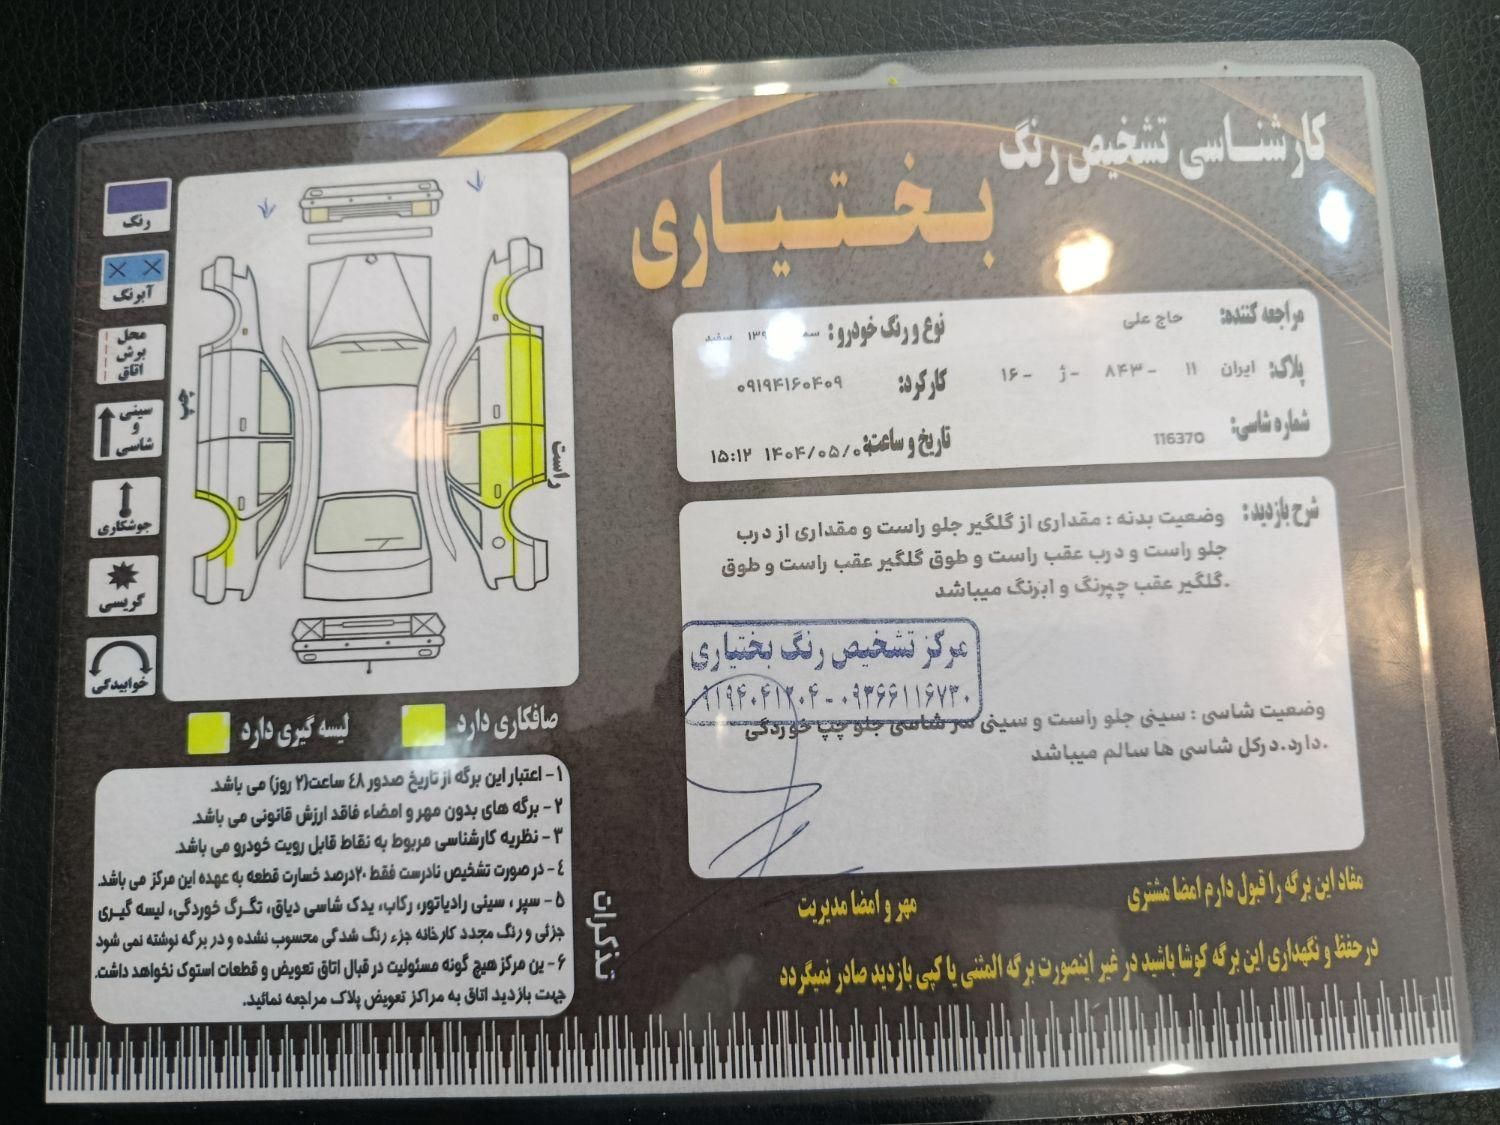 کارشناسی تشخیص رنگ
بختیاری
مراجعه کننده: حاج علی
نوع و رنگ خودرو: سفید
پلاک: ایران ۱۱ - ۸۴۳ - ژ - ۱۶
کارکرد: ۰۹۱۹۴۱۶۰۴۰۹
شماره شاسی: 116370
تاریخ و ساعت: ۱۴۰۴/۰۵/۰ ۱۵:۱۲
شرح بازدید: وضعیت بدنه : مقداری از گلگیر جلو راست و مقداری از درب
جلو راست و درب عقب راست و طوق گلگیر عقب راست و طوق
گلگیر عقب چپرنگ و ابرنگ میباشد.
مرکز تشخیص رنگ بختیاری
۰۹۱۹۴۰۴۱۲۰۴ - ۰۹۳۶۶۱۱۶۷۳۰
وضعیت شاسی : سینی جلو راست و سینی سر شاسی جلو چپ خوردگی
دارد.درکل شاسی ها سالم میباشد.
مفاد این برگه را قبول دارم امضا مشتری
مهر و امضا مدیریت
درحفظ و نگهداری این برگه کوشا باشید در غیر اینصورت برگه المثنی یا کپی بازدید صادر نمیگردد
رنگ
آبرنگ
محل
برش
اتاق
سینی
و
شاسی
جوشکاری
گریسی
خوابیدگی
چپ
راست
صافکاری دارد
لیسه گیری دارد
تذکرات
۱- اعتبار این برگه از تاریخ صدور ۴۸ ساعت(۲ روز) می باشد.
۲- برگه های بدون مهر و امضاء فاقد ارزش قانونی می باشد.
۳- نظریه کارشناسی مربوط به نقاط قابل رویت خودرو می باشد.
۴- در صورت تشخیص نادرست فقط ۲۰درصد خسارت قطعه به عهده این مرکز می باشد.
۵- سپر ، سینی رادیاتور، رکاب، یدک شاسی دیاق، تگرگ خوردگی، لیسه گیری
جزئی و رنگ مجدد کارخانه جزء رنگ شدگی محسوب نشده و در برگه نوشته نمی شود
۶- ین مرکز هیچ گونه مسئولیت در قبال اتاق تعویض و قطعات استوک نخواهد داشت.
جهت بازدید اتاق به مراکز تعویض پلاک مراجعه نمائید.